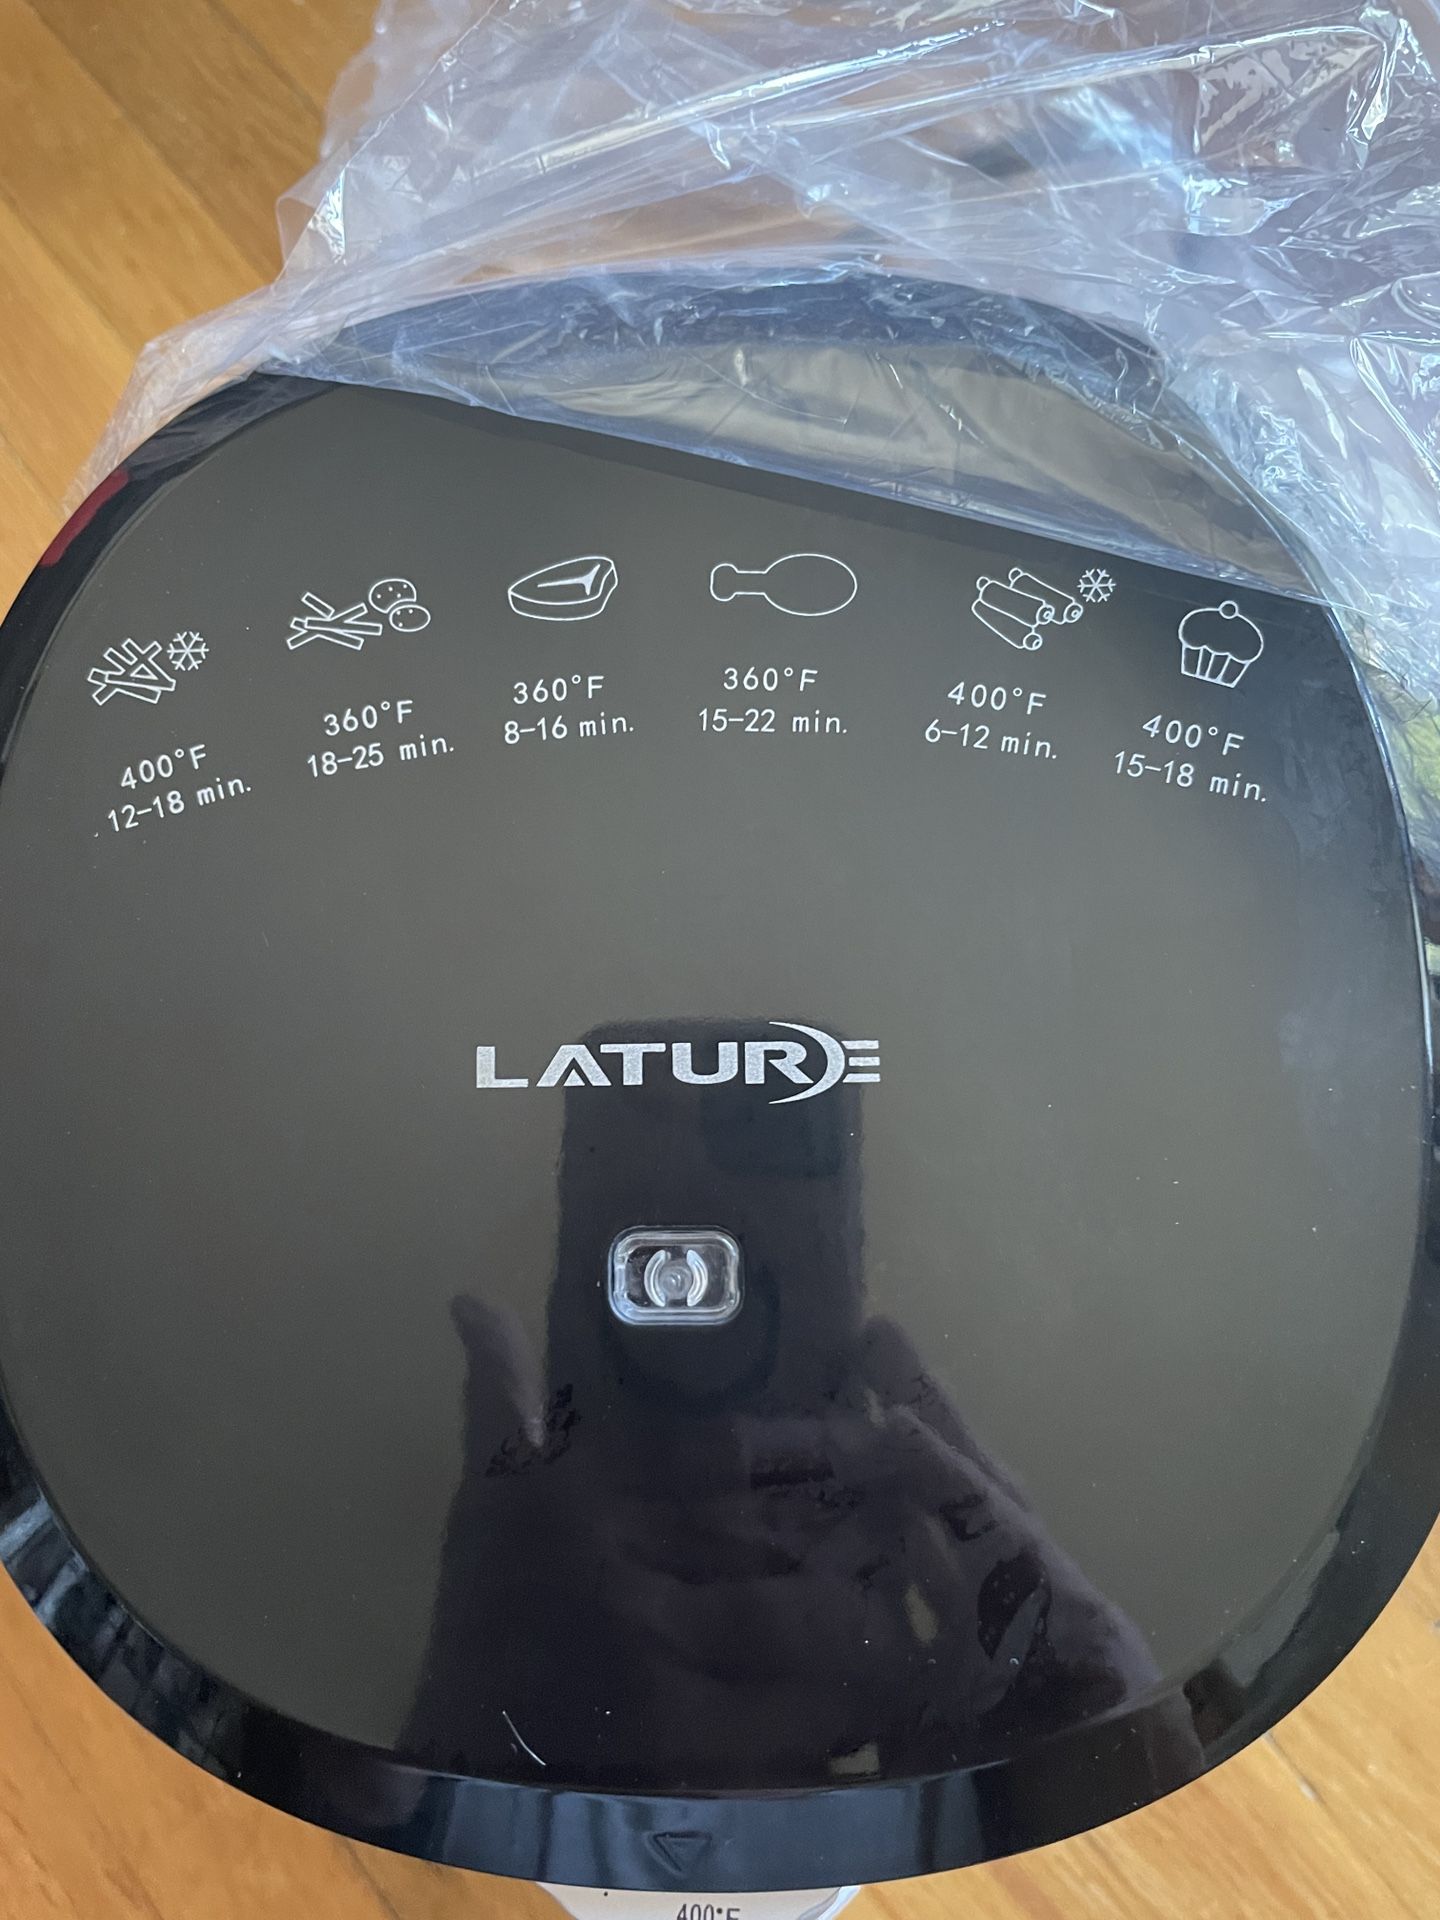 400°F
12-18 min.
360°F
18-25 min.
360°F
8-16 min.
360°F
15-22 min.
400°F
6-12 min.
400°F
15-18 min.
LATURE
400°F